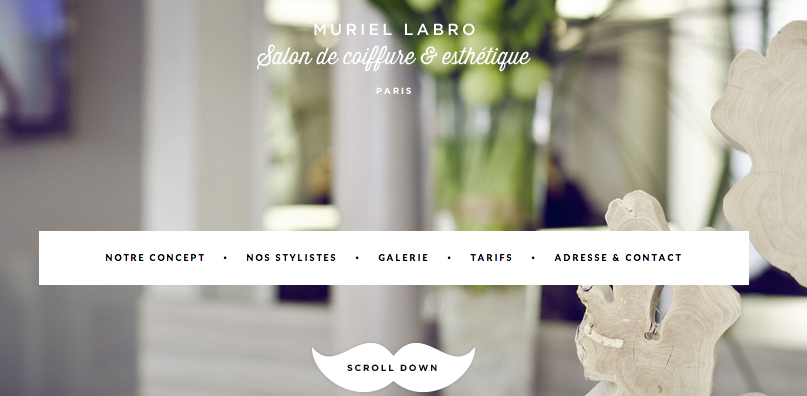 MURIEL LABRO
Salon de coiffure & esthétique
PARIS
NOTRE CONCEPT • NOS STYLISTES • GALERIE • TARIFS • ADRESSE & CONTACT
SCROLL DOWN